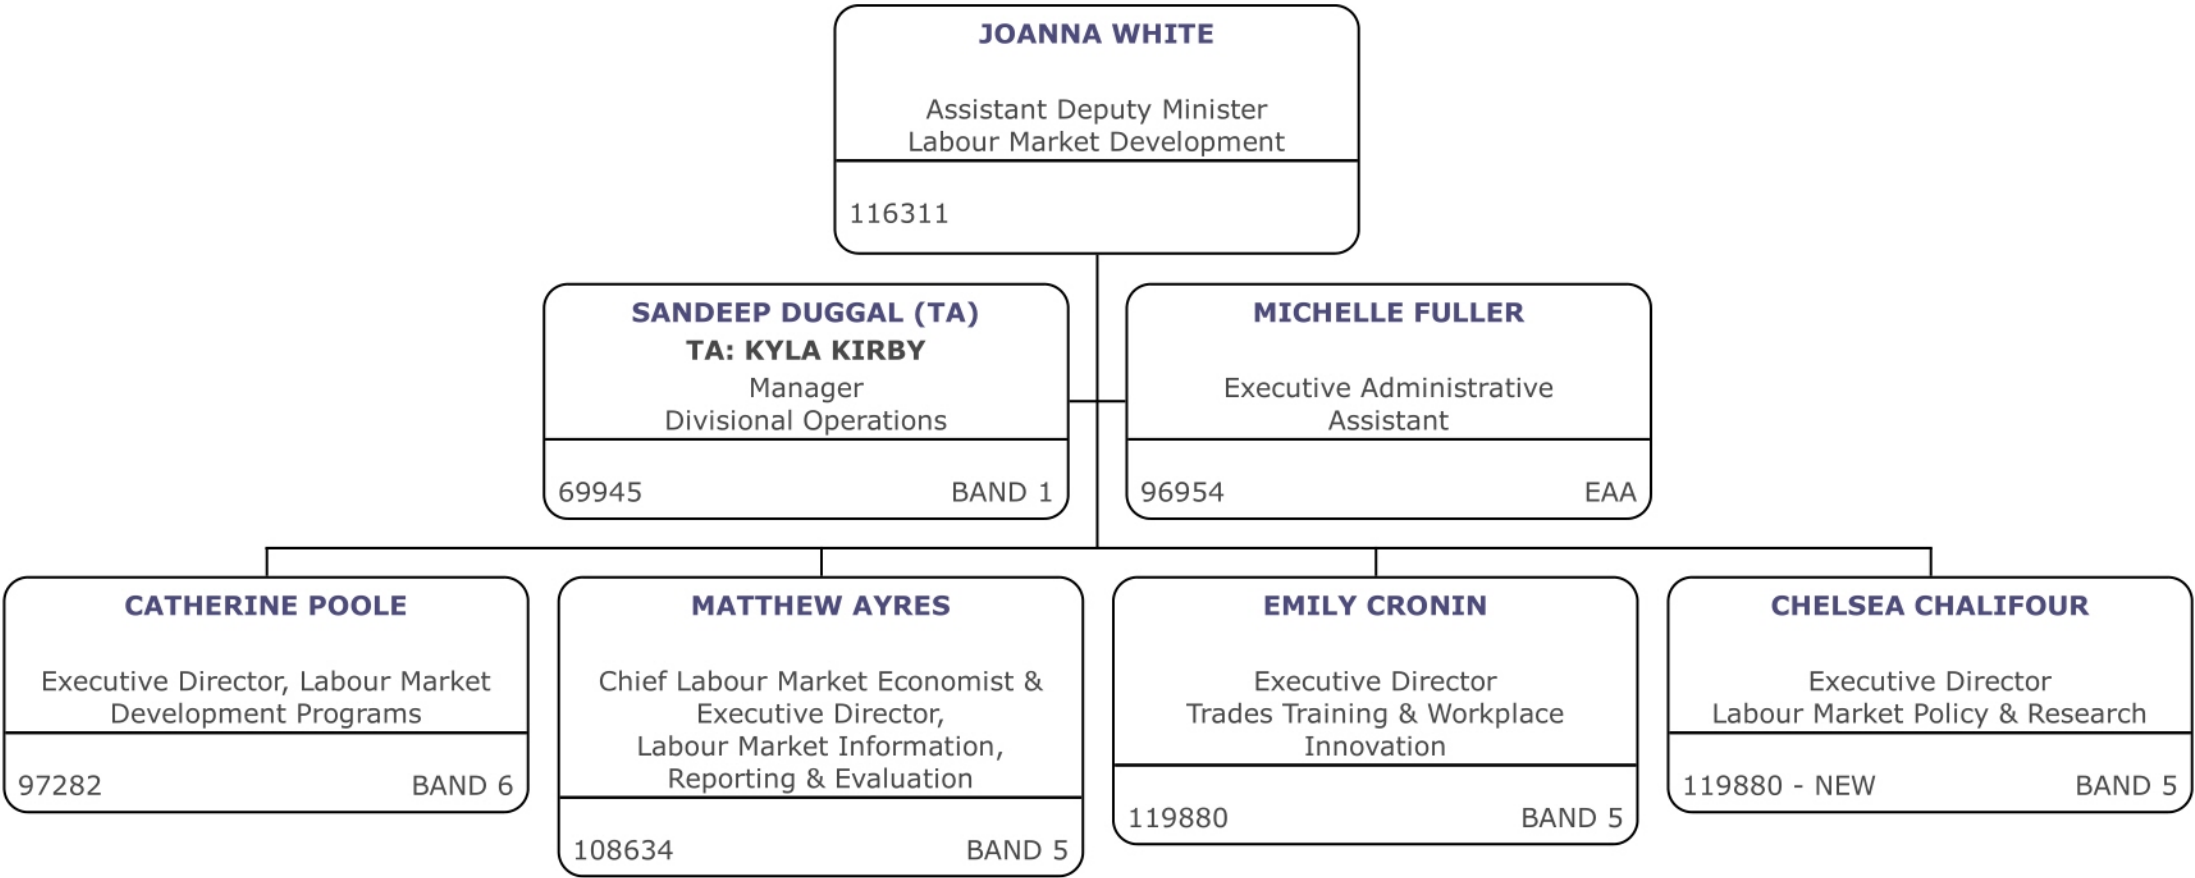 JOANNA WHITE
Assistant Deputy Minister
Labour Market Development
116311
SANDEEP DUGGAL (TA)
TA: KYLA KIRBY
Manager
Divisional Operations
69945 BAND 1
MICHELLE FULLER
Executive Administrative
Assistant
96954 EAA
CATHERINE POOLE
Executive Director, Labour Market
Development Programs
97282 BAND 6
MATTHEW AYRES
Chief Labour Market Economist &
Executive Director,
Labour Market Information,
Reporting & Evaluation
108634 BAND 5
EMILY CRONIN
Executive Director
Trades Training & Workplace
Innovation
119880 BAND 5
CHELSEA CHALIFOUR
Executive Director
Labour Market Policy & Research
119880 - NEW BAND 5